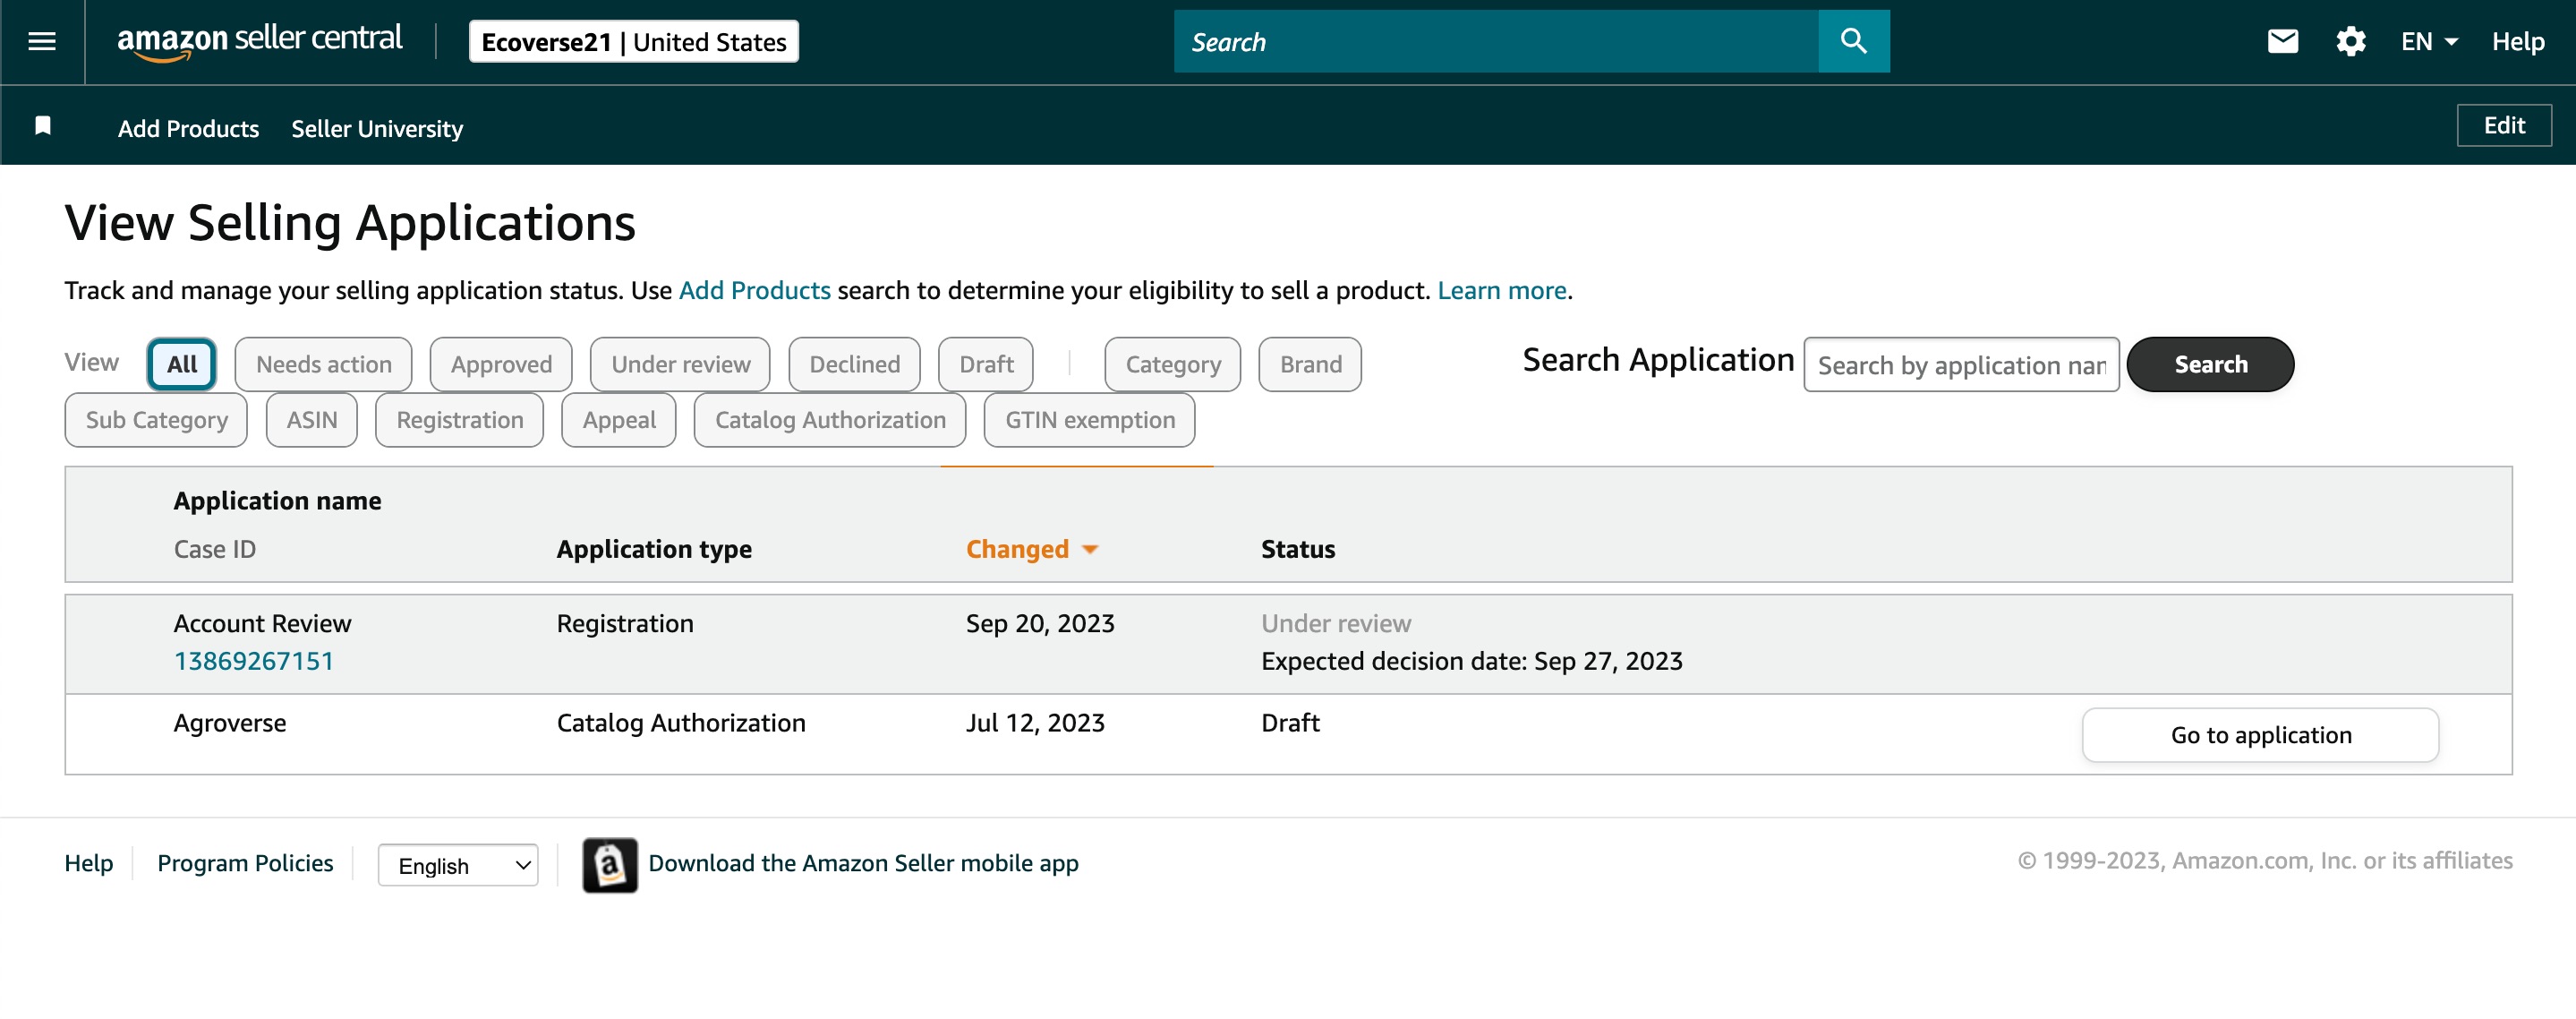 amazon seller central
Ecoverse21 | United States
Search
EN
Help
Add Products
Seller University
Edit
View Selling Applications
Track and manage your selling application status. Use Add Products search to determine your eligibility to sell a product. Learn more.
View
All
Needs action
Approved
Under review
Declined
Draft
Category
Brand
Sub Category
ASIN
Registration
Appeal
Catalog Authorization
GTIN exemption
Search Application
Search by application nam
Search
Application name
Case ID
Application type
Changed
Status
Account Review
13869267151
Registration
Sep 20, 2023
Under review
Expected decision date: Sep 27, 2023
Agroverse
Catalog Authorization
Jul 12, 2023
Draft
Go to application
Help
Program Policies
English
Download the Amazon Seller mobile app
© 1999-2023, Amazon.com, Inc. or its affiliates